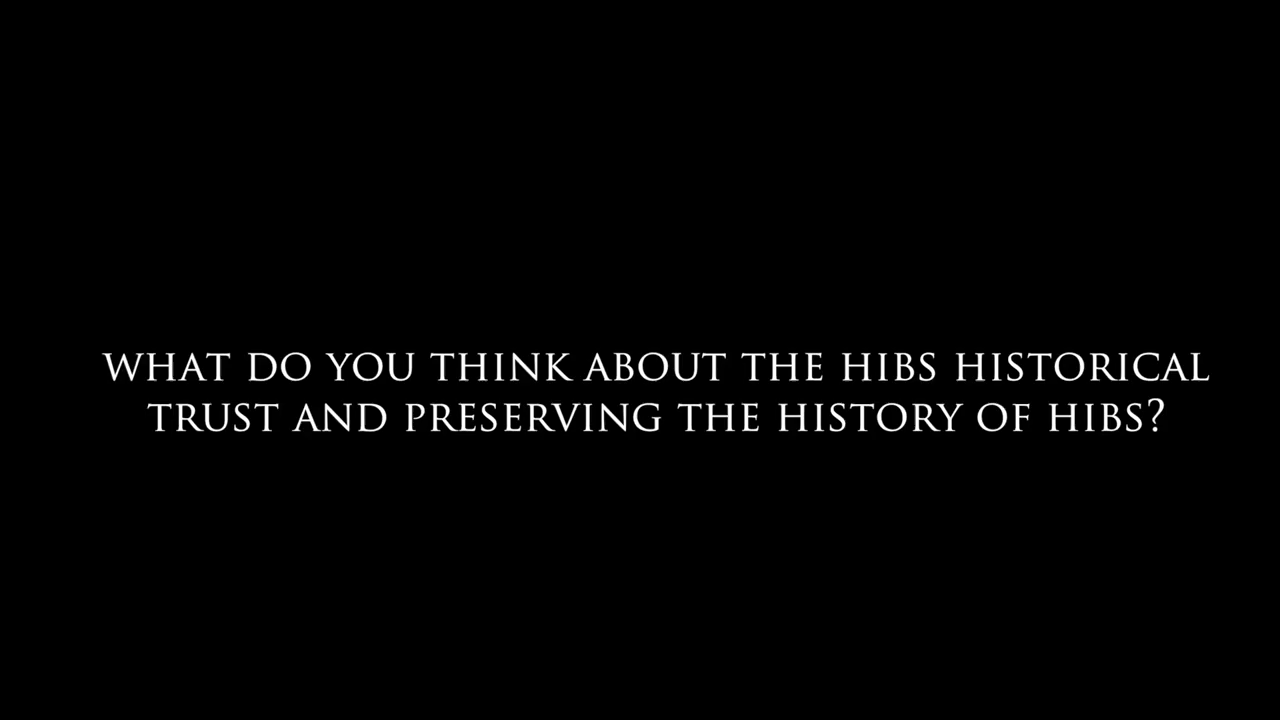 WHAT DO YOU THINK ABOUT THE HIBS HISTORICAL
TRUST AND PRESERVING THE HISTORY OF HIBS?